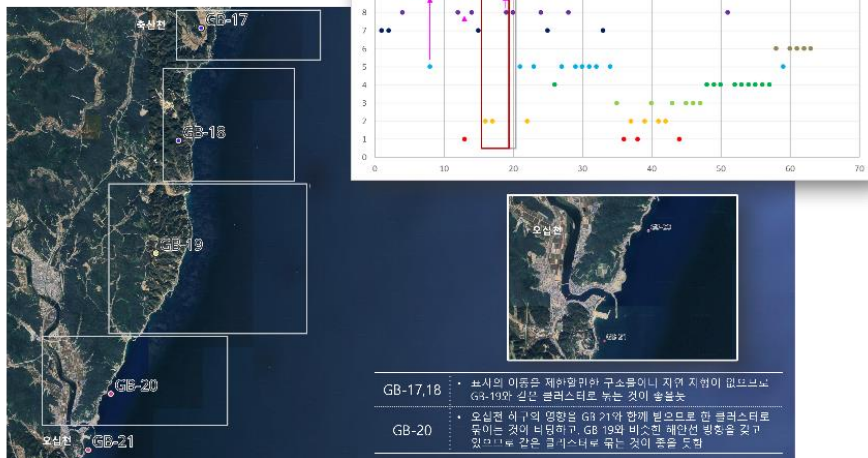 축산천
GB-17
GB-18
GB-19
GB-20
오십천
GB-21
8
7
6
5
4
3
2
1
0
0 10 20 30 40 50 60 70
오십천
GB-20
GB-21
GB-17,18
• 표사의 이동을 제한할만한 구조물이나 자연 지형이 없으므로
GB-19와 같은 클러스터로 묶는 것이 좋을듯
GB-20
• 오십천 하구의 영향을 GB 21와 함께 받으므로 한 클러스터로
묶이는 것이 타당하고, GB 19와 비슷한 해안선 방향을 갖고
있으므로 같은 클러스터로 묶는 것이 좋을 듯함